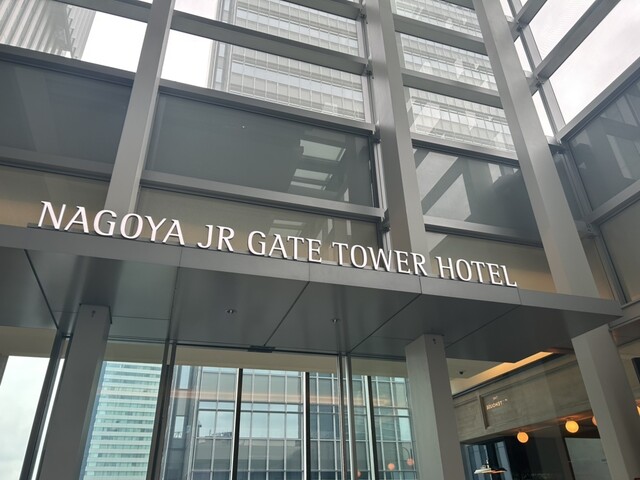 NAGOYA JR GATE TOWER HOTEL